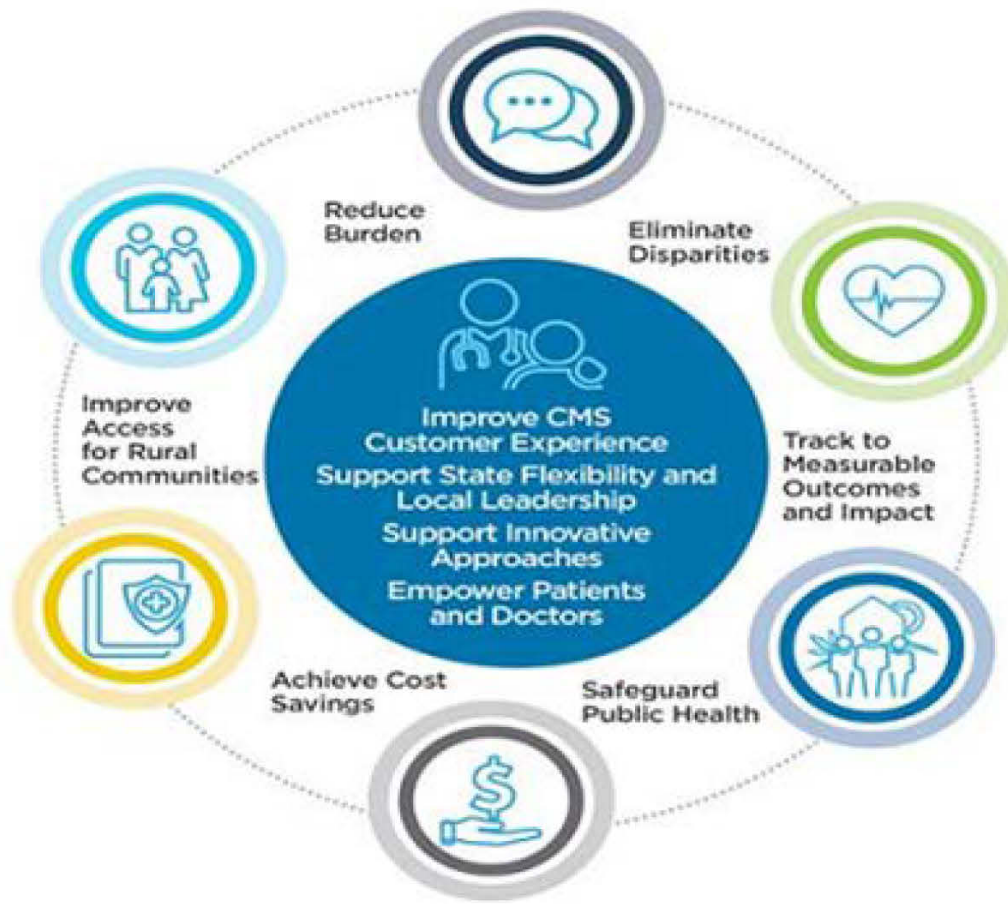 Reduce
Burden
Eliminate
Disparities
Improve
Access
for Rural
Communities
Improve CMS
Customer Experience
Support State Flexibility and
Local Leadership
Support Innovative
Approaches
Empower Patients
and Doctors
Track to
Measurable
Outcomes
and Impact
Achieve Cost
Savings
Safeguard
Public Health
$